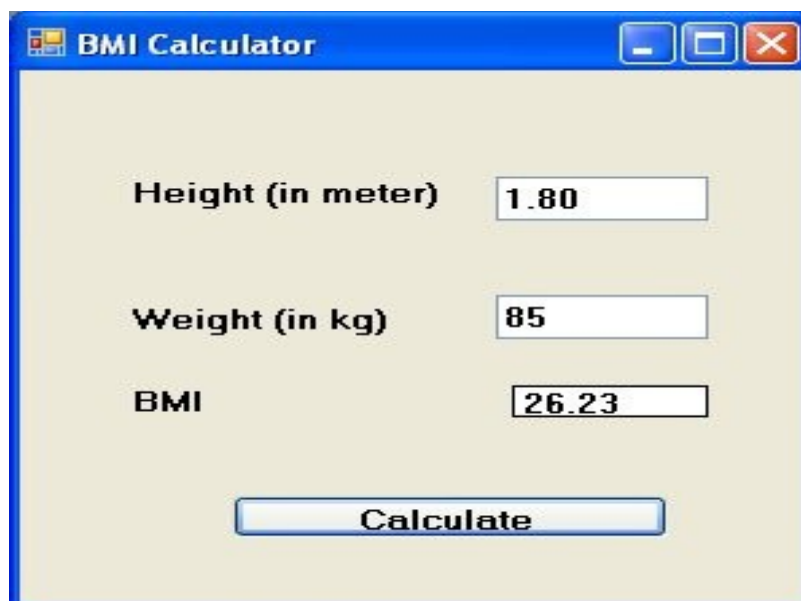 BMI Calculator
Height (in meter) 1.80
Weight (in kg) 85
BMI 26.23
Calculate